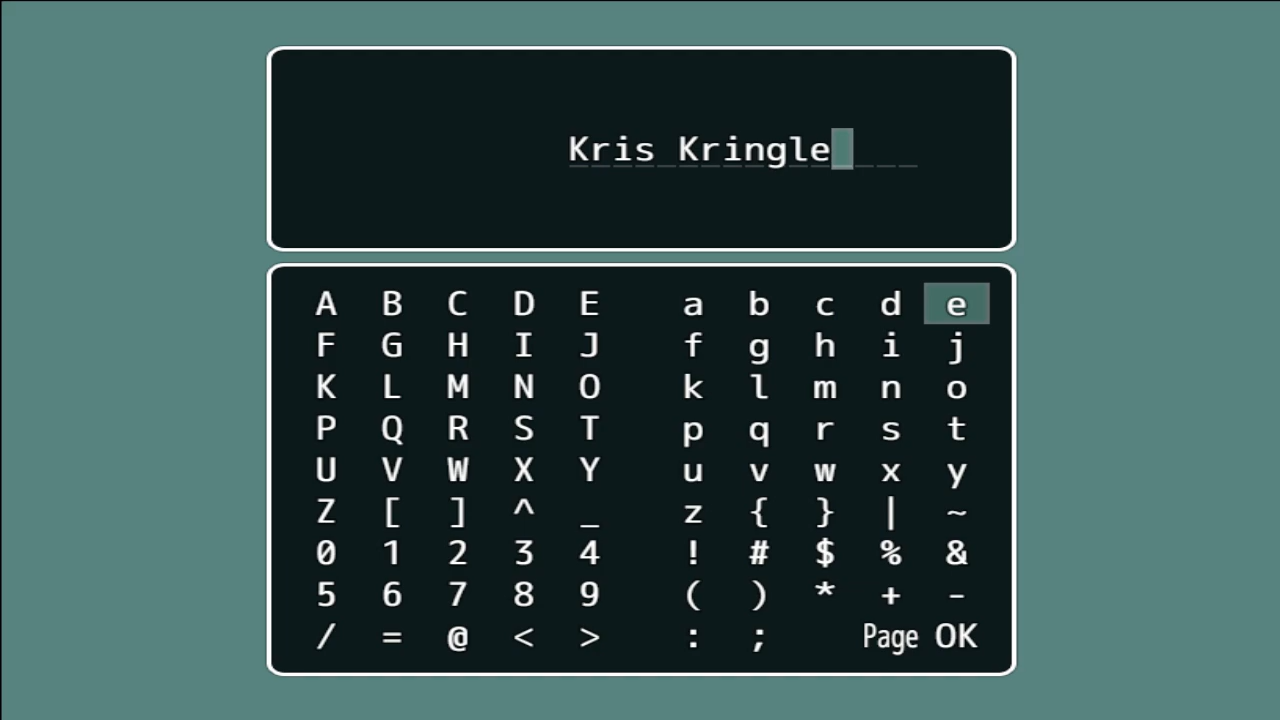 Kris Kringle
A B C D E a b c d e
F G H I J f g h i j
K L M N O k l m n o
P Q R S T p q r s t
U V W X Y u v w x y
Z [ ] ^ _ z { } | ~
0 1 2 3 4 ! # $ % &
5 6 7 8 9 ( ) * + -
/ = @ < > : ; Page OK